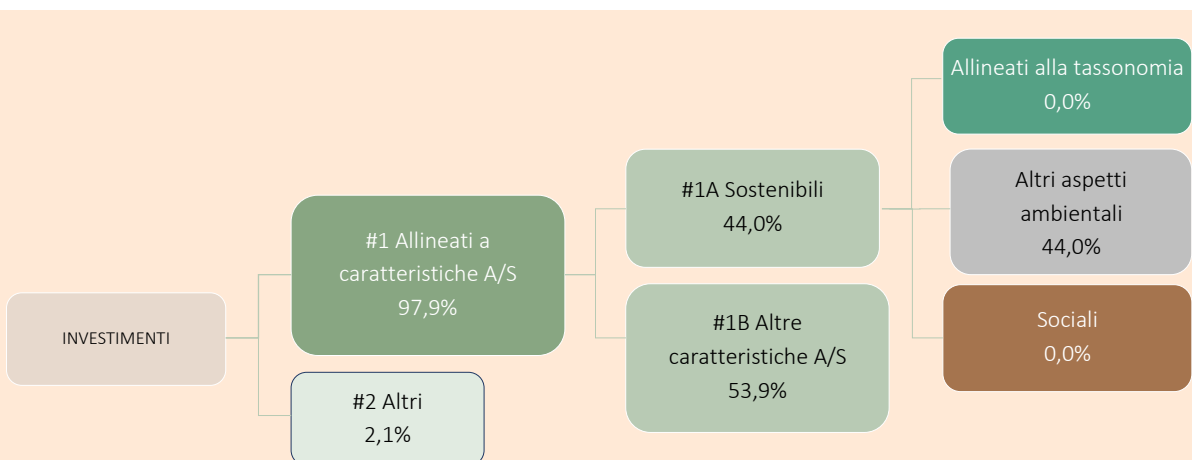 INVESTIMENTI
#1 Allineati a
caratteristiche A/S
97,9%
#2 Altri
2,1%
#1A Sostenibili
44,0%
#1B Altre
caratteristiche A/S
53,9%
Allineati alla tassonomia
0,0%
Altri aspetti
ambientali
44,0%
Sociali
0,0%